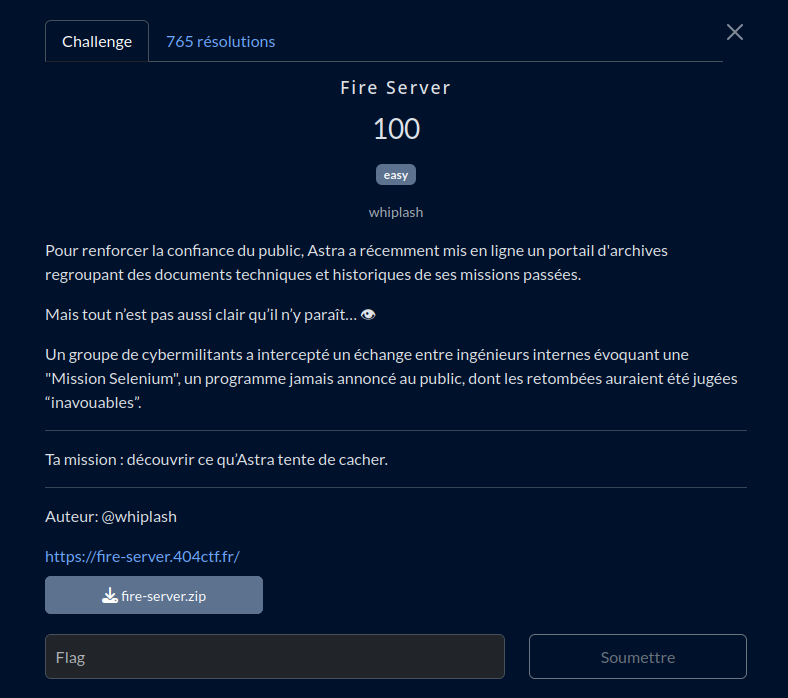 Challenge
765 résolutions
Fire Server
100
easy
whiplash
Pour renforcer la confiance du public, Astra a récemment mis en ligne un portail d'archives
regroupant des documents techniques et historiques de ses missions passées.
Mais tout n’est pas aussi clair qu’il n’y paraît… 👁
Un groupe de cybermilitants a intercepté un échange entre ingénieurs internes évoquant une
"Mission Selenium", un programme jamais annoncé au public, dont les retombées auraient été jugées
“inavouables”.
Ta mission : découvrir ce qu’Astra tente de cacher.
Auteur: @whiplash
https://fire-server.404ctf.fr/
fire-server.zip
Flag
Soumettre